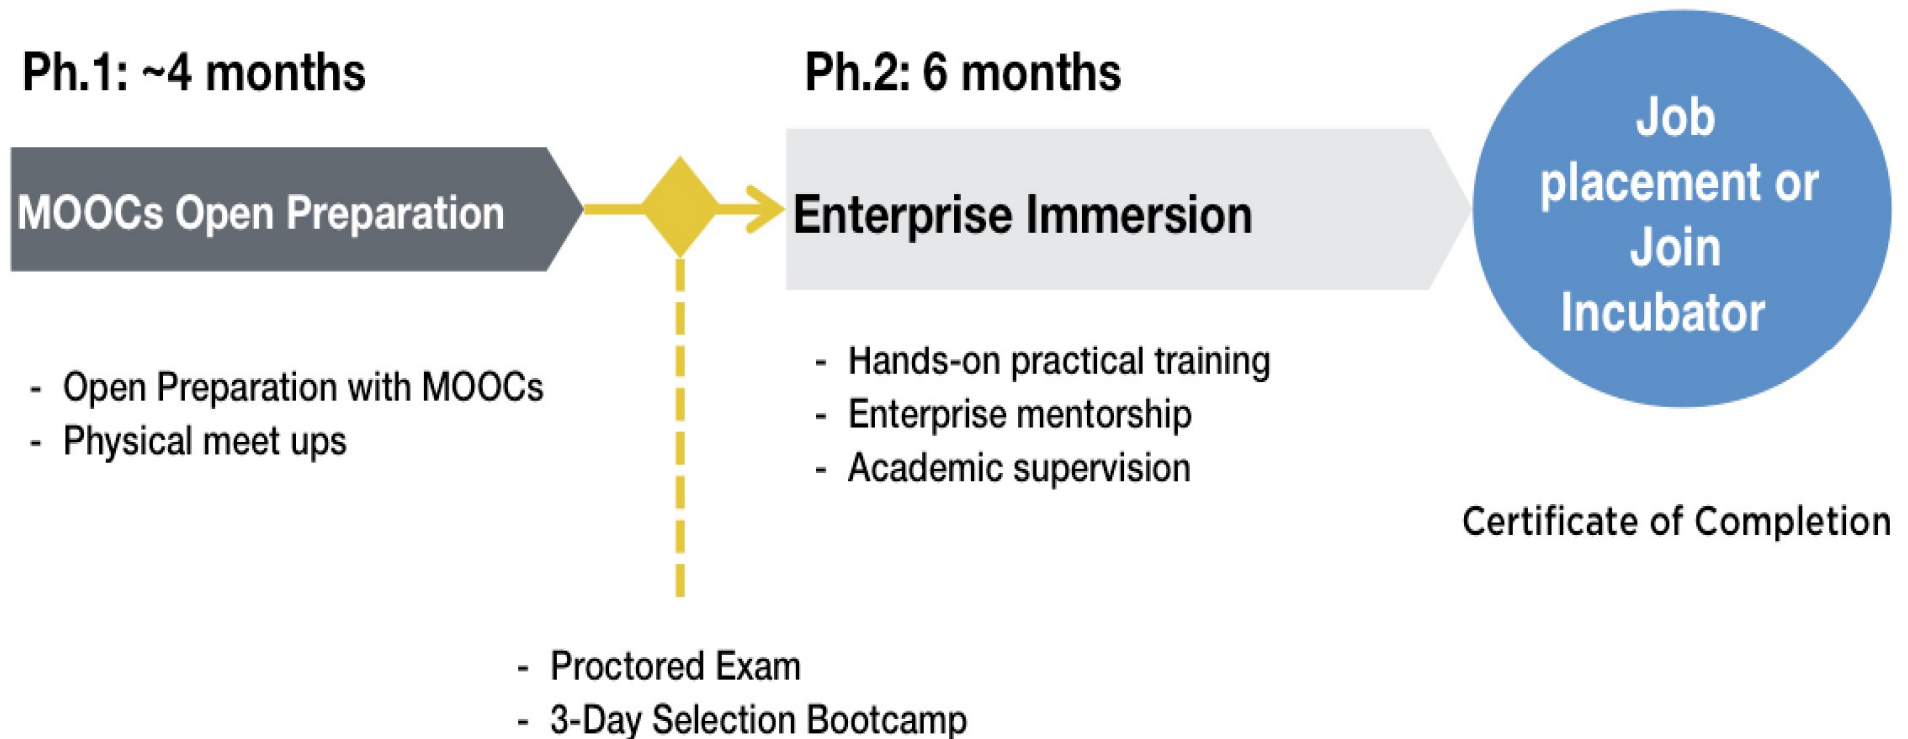 Ph.1: ~4 months
MOOCs Open Preparation
- Open Preparation with MOOCs
- Physical meet ups
- Proctored Exam
- 3-Day Selection Bootcamp
Ph.2: 6 months
Enterprise Immersion
- Hands-on practical training
- Enterprise mentorship
- Academic supervision
Job
placement or
Join
Incubator
Certificate of Completion